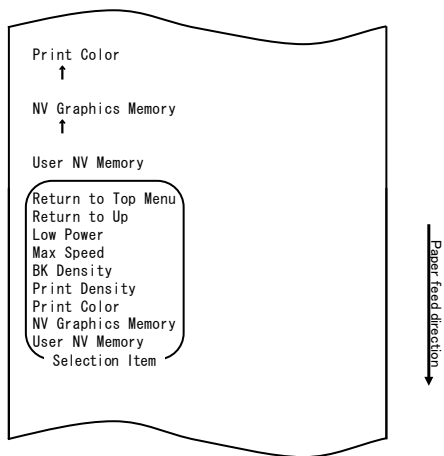 Print Color
↑
NV Graphics Memory
↑
User NV Memory
Return to Top Menu
Return to Up
Low Power
Max Speed
BK Density
Print Density
Print Color
NV Graphics Memory
User NV Memory
Selection Item
Paper feed direction